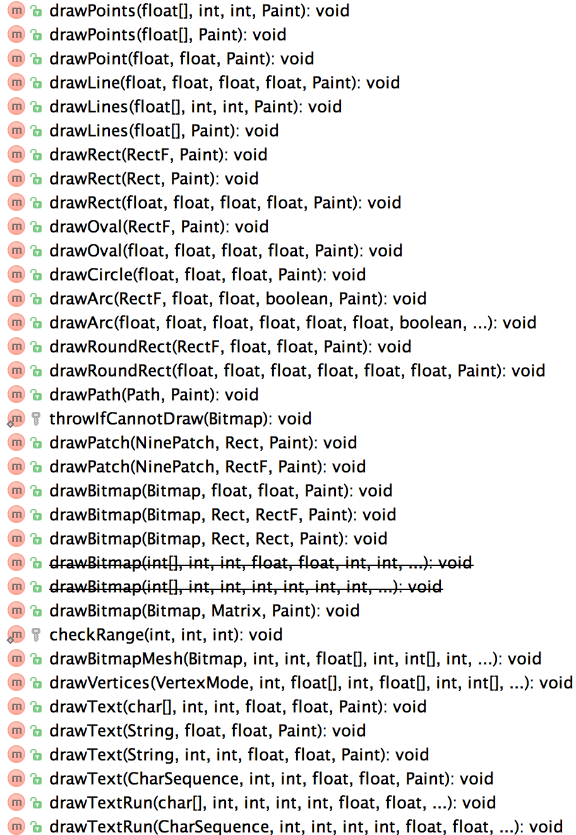 drawPoints(float[], int, int, Paint): void
drawPoints(float[], Paint): void
drawPoint(float, float, Paint): void
drawLine(float, float, float, float, Paint): void
drawLines(float[], int, int, Paint): void
drawLines(float[], Paint): void
drawRect(RectF, Paint): void
drawRect(Rect, Paint): void
drawRect(float, float, float, float, Paint): void
drawOval(RectF, Paint): void
drawOval(float, float, float, float, Paint): void
drawCircle(float, float, float, Paint): void
drawArc(RectF, float, float, boolean, Paint): void
drawArc(float, float, float, float, float, float, boolean, ...): void
drawRoundRect(RectF, float, float, Paint): void
drawRoundRect(float, float, float, float, float, float, Paint): void
drawPath(Path, Paint): void
throwIfCannotDraw(Bitmap): void
drawPatch(NinePatch, Rect, Paint): void
drawPatch(NinePatch, RectF, Paint): void
drawBitmap(Bitmap, float, float, Paint): void
drawBitmap(Bitmap, Rect, RectF, Paint): void
drawBitmap(Bitmap, Rect, Rect, Paint): void
drawBitmap(int[], int, int, float, float, int, int, ...): void
drawBitmap(int[], int, int, int, int, int, int, ...): void
drawBitmap(Bitmap, Matrix, Paint): void
checkRange(int, int, int): void
drawBitmapMesh(Bitmap, int, int, float[], int, int[], int, ...): void
drawVertices(VertexMode, int, float[], int, float[], int, int[], ...): void
drawText(char[], int, int, float, float, Paint): void
drawText(String, float, float, Paint): void
drawText(String, int, int, float, float, Paint): void
drawText(CharSequence, int, int, float, float, Paint): void
drawTextRun(char[], int, int, int, int, float, float, ...): void
drawTextRun(CharSequence, int, int, int, int, float, float, ...): void